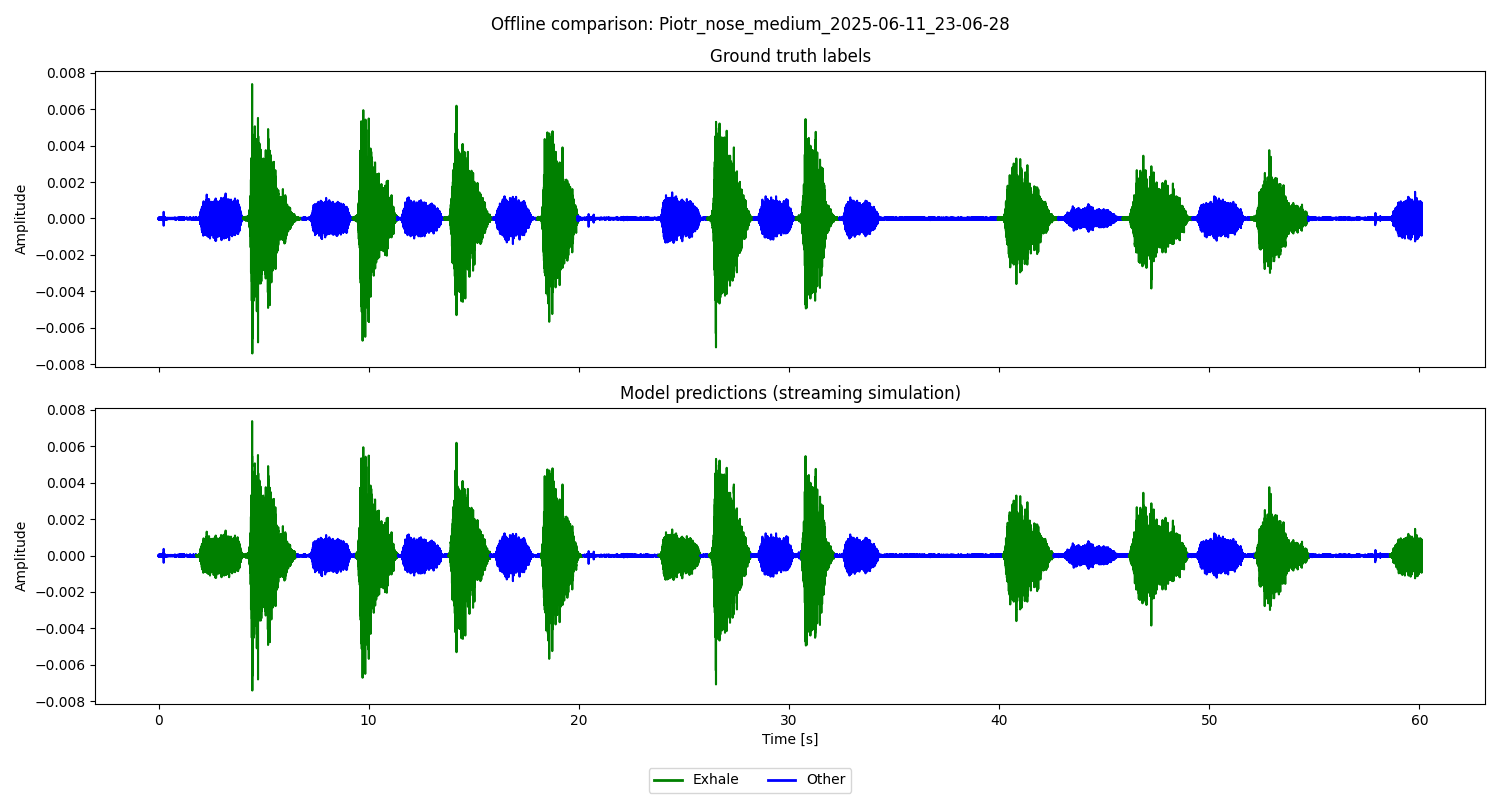 Offline comparison: Piotr_nose_medium_2025-06-11_23-06-28
Ground truth labels
0.008
0.006
0.004
0.002
0.000
−0.002
−0.004
−0.006
−0.008
Amplitude
Model predictions (streaming simulation)
0.008
0.006
0.004
0.002
0.000
−0.002
−0.004
−0.006
−0.008
Amplitude
0 10 20 30 40 50 60
Time [s]
Exhale Other